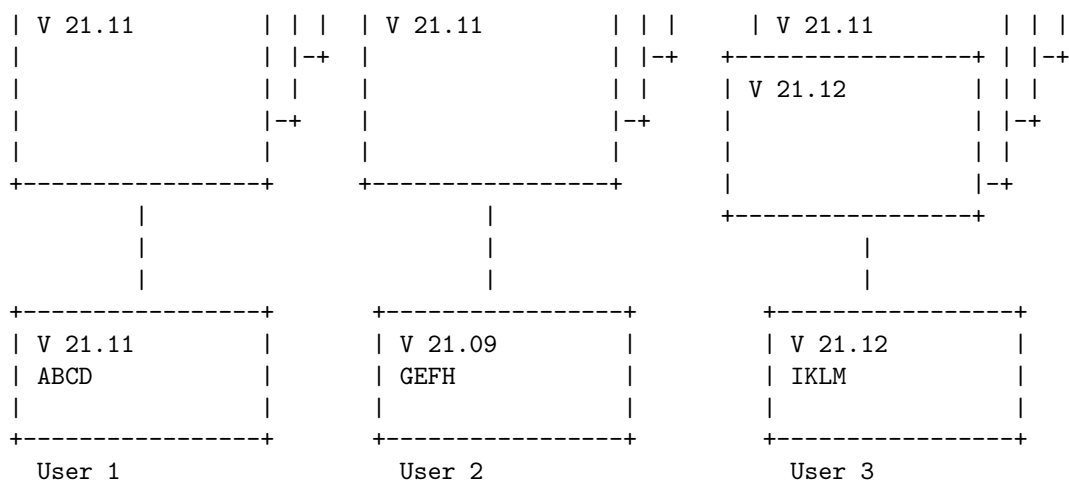 V 21.11 V 21.11 V 21.11
V 21.12
V 21.11 V 21.09 V 21.12
ABCD GEFH IKLM
User 1 User 2 User 3